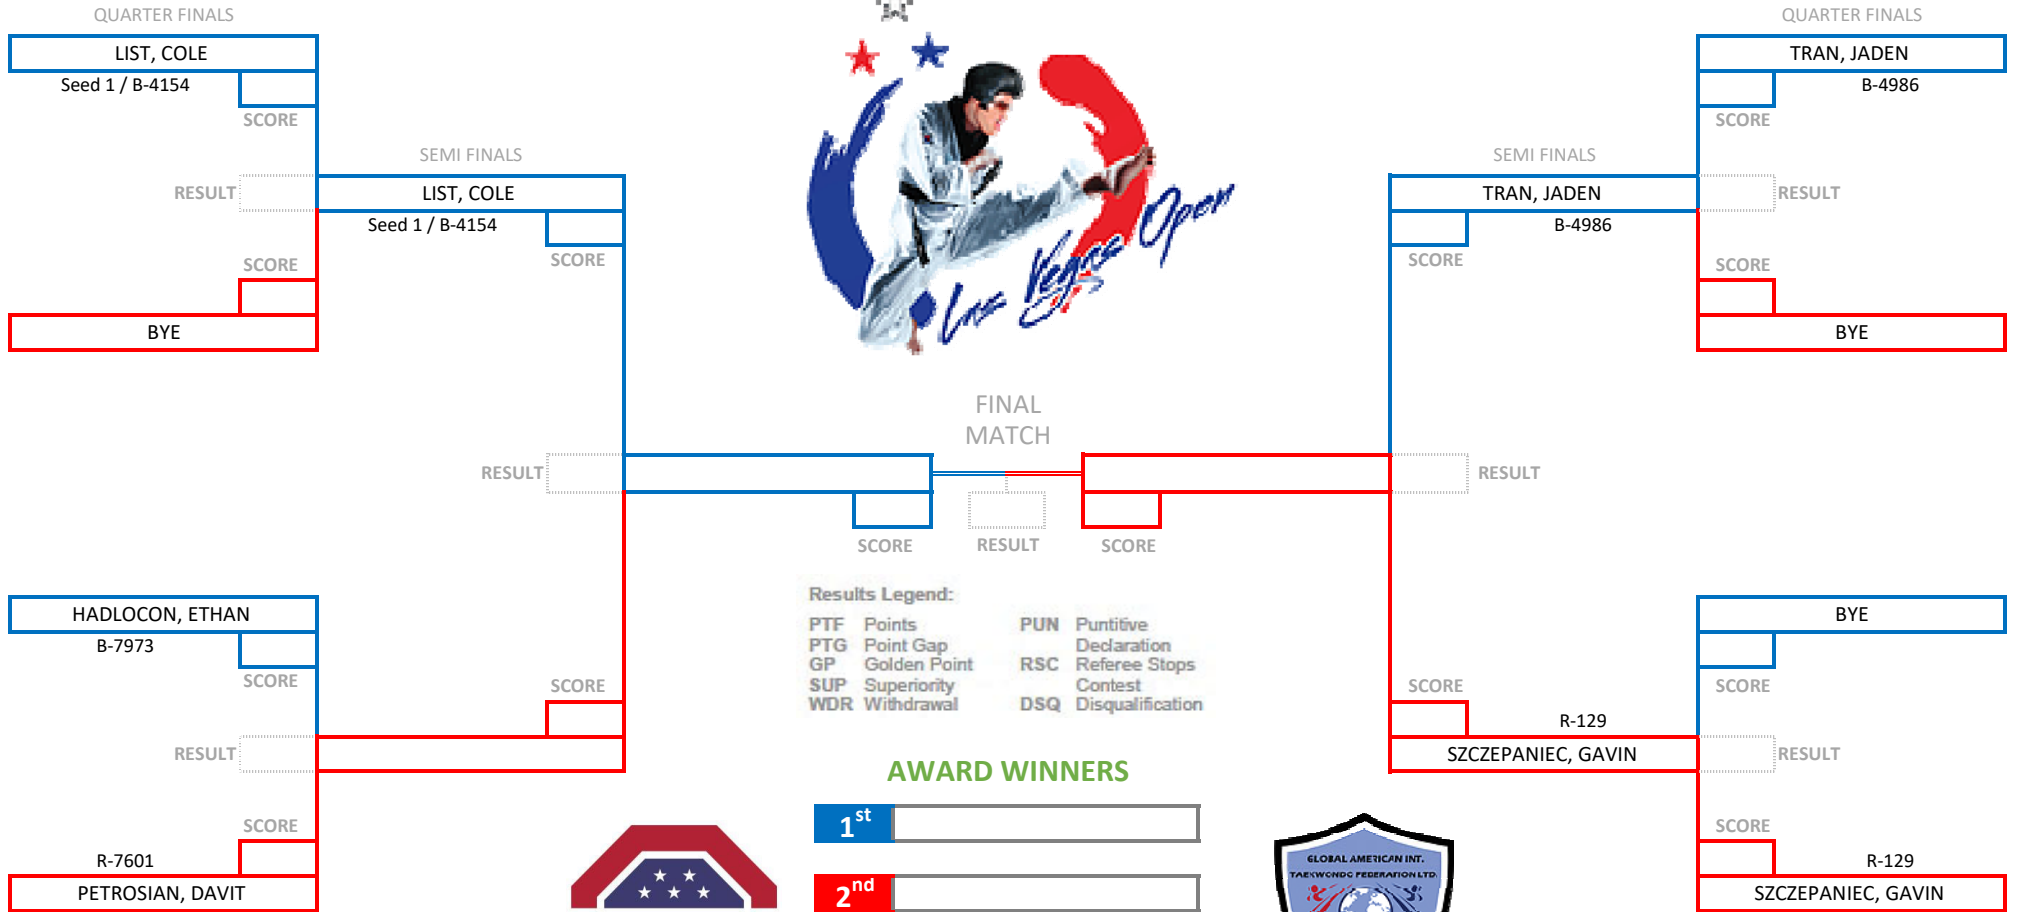 QUARTER FINALS
QUARTER FINALS
LIST, COLE
TRAN, JADEN
Seed 1 / B-4154
B-4986
SCORE
SCORE
SEMI FINALS
SEMI FINALS
RESULT
LIST, COLE
TRAN, JADEN
RESULT
Seed 1 / B-4154
B-4986
Las Vegas Open
SCORE
SCORE
SCORE
SCORE
BYE
BYE
FINAL
MATCH
RESULT
RESULT
SCORE
RESULT
SCORE
Results Legend:
PTF Points
PTG Point Gap
GP Golden Point
SUP Superiority
WDR Withdrawal
PUN Puntitive
Declaration
RSC Referee Stops
Contest
DSQ Disqualification
HADLOCON, ETHAN
BYE
B-7973
SCORE
SCORE
SCORE
SCORE
R-129
RESULT
SZCZEPANIEC, GAVIN
RESULT
AWARD WINNERS
1st
SCORE
SCORE
R-7601
R-129
PETROSIAN, DAVIT
2nd
SZCZEPANIEC, GAVIN
GLOBAL AMERICAN INT.
TAEKWONDO FEDERATION LTD.